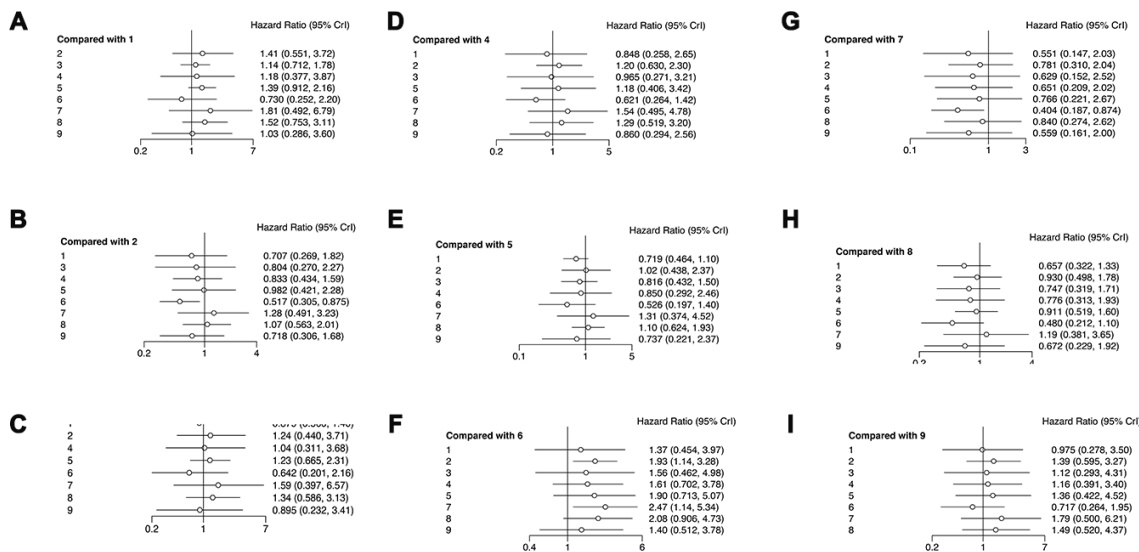 A
Hazard Ratio (95% CrI)
Compared with 1
2 1.41 (0.551, 3.72)
3 1.14 (0.712, 1.78)
4 1.18 (0.377, 3.87)
5 1.39 (0.912, 2.16)
6 0.730 (0.252, 2.20)
7 1.81 (0.492, 6.79)
8 1.52 (0.753, 3.11)
9 1.03 (0.286, 3.60)
0.2 1 7
D
Hazard Ratio (95% CrI)
Compared with 4
1 0.848 (0.258, 2.65)
2 1.20 (0.630, 2.30)
3 0.965 (0.271, 3.21)
5 1.18 (0.406, 3.42)
6 0.621 (0.264, 1.42)
7 1.54 (0.495, 4.78)
8 1.29 (0.519, 3.20)
9 0.860 (0.294, 2.56)
0.2 1 5
G
Hazard Ratio (95% CrI)
Compared with 7
1 0.551 (0.147, 2.03)
2 0.781 (0.310, 2.04)
3 0.629 (0.152, 2.52)
4 0.651 (0.209, 2.02)
5 0.766 (0.221, 2.67)
6 0.404 (0.187, 0.874)
8 0.840 (0.274, 2.62)
9 0.559 (0.161, 2.00)
0.1 1 3
B
Hazard Ratio (95% CrI)
Compared with 2
1 0.707 (0.269, 1.82)
3 0.804 (0.270, 2.27)
4 0.833 (0.434, 1.59)
5 0.982 (0.421, 2.28)
6 0.517 (0.305, 0.875)
7 1.28 (0.491, 3.23)
8 1.07 (0.563, 2.01)
9 0.718 (0.306, 1.68)
0.2 1 4
E
Hazard Ratio (95% CrI)
Compared with 5
1 0.719 (0.464, 1.10)
2 1.02 (0.438, 2.37)
3 0.816 (0.432, 1.50)
4 0.850 (0.292, 2.46)
6 0.526 (0.197, 1.40)
7 1.31 (0.374, 4.52)
8 1.10 (0.624, 1.93)
9 0.737 (0.221, 2.37)
0.1 1 5
H
Hazard Ratio (95% CrI)
Compared with 8
1 0.657 (0.322, 1.33)
2 0.930 (0.498, 1.78)
3 0.747 (0.319, 1.71)
4 0.776 (0.313, 1.93)
5 0.911 (0.519, 1.60)
6 0.480 (0.212, 1.10)
7 1.19 (0.381, 3.65)
9 0.672 (0.229, 1.92)
C
2 1.24 (0.440, 3.71)
4 1.04 (0.311, 3.68)
5 1.23 (0.665, 2.31)
6 0.642 (0.201, 2.16)
7 1.59 (0.397, 6.57)
8 1.34 (0.586, 3.13)
9 0.895 (0.232, 3.41)
0.2 1 7
F
Hazard Ratio (95% CrI)
Compared with 6
1 1.37 (0.454, 3.97)
2 1.93 (1.14, 3.28)
3 1.56 (0.462, 4.98)
4 1.61 (0.702, 3.78)
5 1.90 (0.713, 5.07)
7 2.47 (1.14, 5.34)
8 2.08 (0.906, 4.73)
9 1.40 (0.512, 3.78)
0.4 1 6
I
Hazard Ratio (95% CrI)
Compared with 9
1 0.975 (0.278, 3.50)
2 1.39 (0.595, 3.27)
3 1.12 (0.293, 4.31)
4 1.16 (0.391, 3.40)
5 1.36 (0.422, 4.52)
6 0.717 (0.264, 1.95)
7 1.79 (0.500, 6.21)
8 1.49 (0.520, 4.37)
0.2 1 7